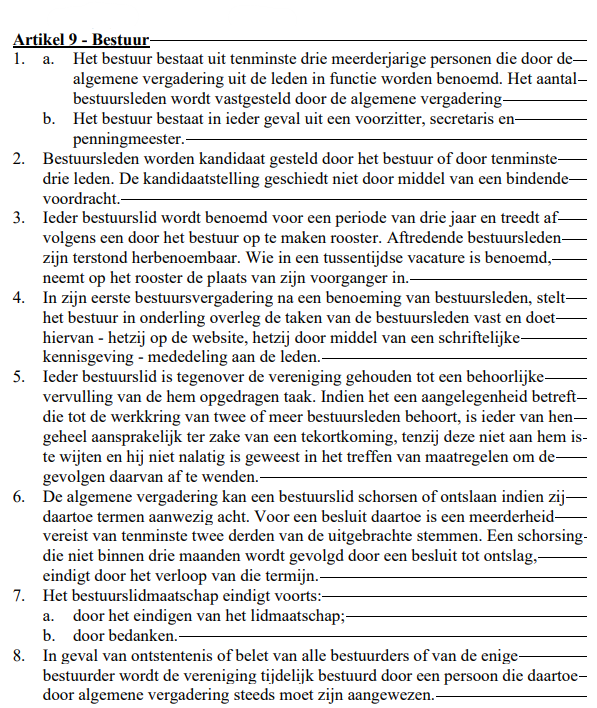 Artikel 9 - Bestuur
1. a. Het bestuur bestaat uit tenminste drie meerderjarige personen die door de
algemene vergadering uit de leden in functie worden benoemd. Het aantal
bestuursleden wordt vastgesteld door de algemene vergadering
b. Het bestuur bestaat in ieder geval uit een voorzitter, secretaris en
penningmeester.
2. Bestuursleden worden kandidaat gesteld door het bestuur of door tenminste
drie leden. De kandidaatstelling geschiedt niet door middel van een bindende
voordracht.
3. Ieder bestuurslid wordt benoemd voor een periode van drie jaar en treedt af
volgens een door het bestuur op te maken rooster. Aftredende bestuursleden
zijn terstond herbenoembaar. Wie in een tussentijdse vacature is benoemd,
neemt op het rooster de plaats van zijn voorganger in.
4. In zijn eerste bestuursvergadering na een benoeming van bestuursleden, stelt
het bestuur in onderling overleg de taken van de bestuursleden vast en doet
hiervan - hetzij op de website, hetzij door middel van een schriftelijke
kennisgeving - mededeling aan de leden.
5. Ieder bestuurslid is tegenover de vereniging gehouden tot een behoorlijke
vervulling van de hem opgedragen taak. Indien het een aangelegenheid betreft
die tot de werkkring van twee of meer bestuursleden behoort, is ieder van hen
geheel aansprakelijk ter zake van een tekortkoming, tenzij deze niet aan hem is
te wijten en hij niet nalatig is geweest in het treffen van maatregelen om de
gevolgen daarvan af te wenden.
6. De algemene vergadering kan een bestuurslid schorsen of ontslaan indien zij
daartoe termen aanwezig acht. Voor een besluit daartoe is een meerderheid
vereist van tenminste twee derden van de uitgebrachte stemmen. Een schorsing
die niet binnen drie maanden wordt gevolgd door een besluit tot ontslag,
eindigt door het verloop van die termijn.
7. Het bestuurslidmaatschap eindigt voorts:
a. door het eindigen van het lidmaatschap;
b. door bedanken.
8. In geval van ontstentenis of belet van alle bestuurders of van de enige
bestuurder wordt de vereniging tijdelijk bestuurd door een persoon die daartoe
door algemene vergadering steeds moet zijn aangewezen.